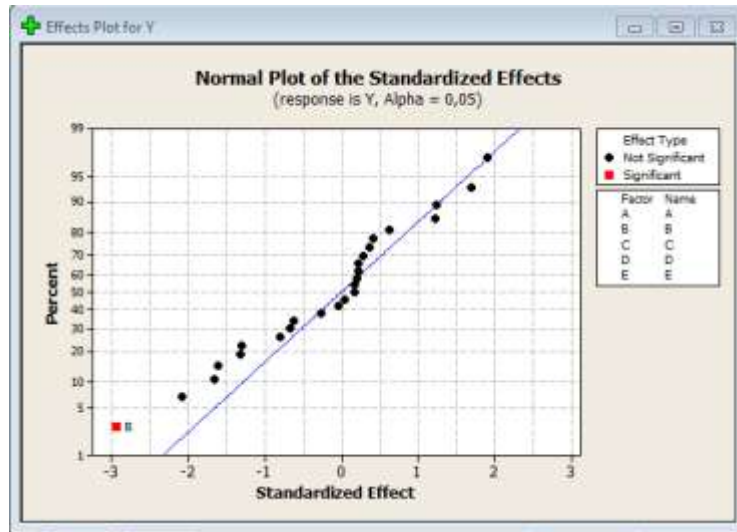 Effects Plot for Y
Normal Plot of the Standardized Effects
(response is Y, Alpha = 0,05)
99
95
90
80
70
60
50
40
30
20
10
5
1
Percent
-3 -2 -1 0 1 2 3
Standardized Effect
Effect Type
Not Significant
Significant
Factor Name
A A
B B
C C
D D
E E